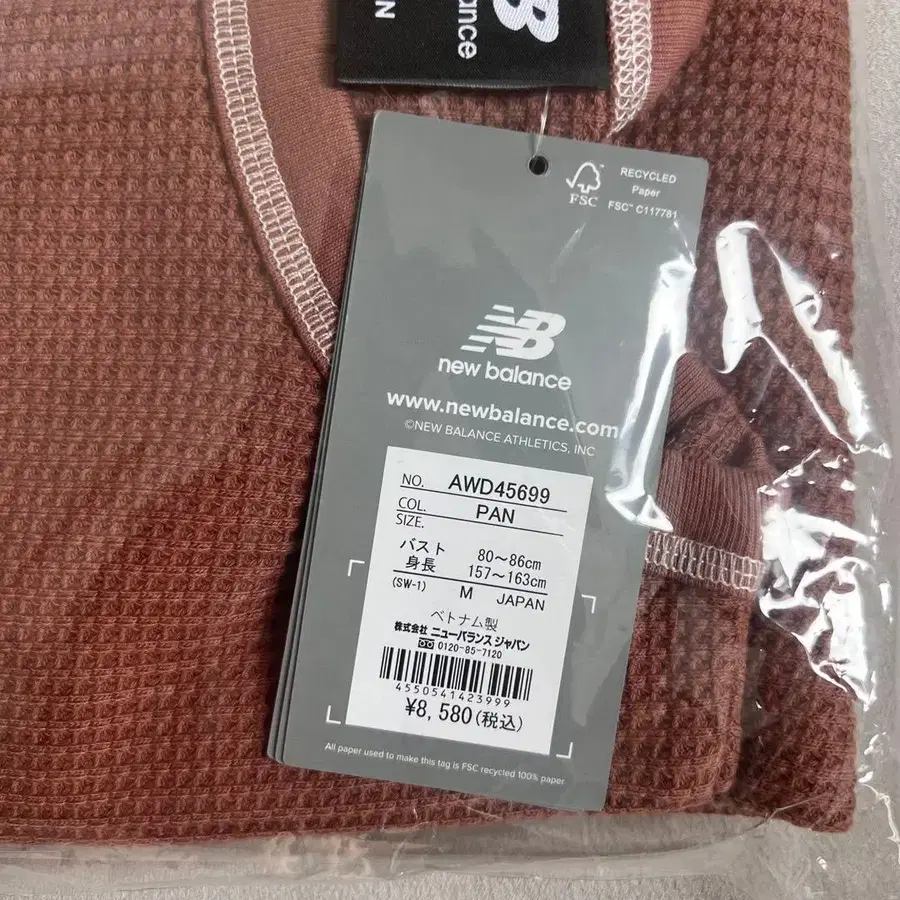 balance
N
FSC
RECYCLED
Paper
FSC™ C117781
new balance
www.newbalance.com
©NEW BALANCE ATHLETICS, INC
NO. AWD45699
COL. PAN
SIZE.
バスト 80～86cm
身長 157～163cm
(SW-1) M JAPAN
ベトナム製
株式会社 ニューバランス ジャパン
0120-85-7120
4550541423999
¥8,580(税込)
All paper used to make this tag is FSC recycled 100% paper